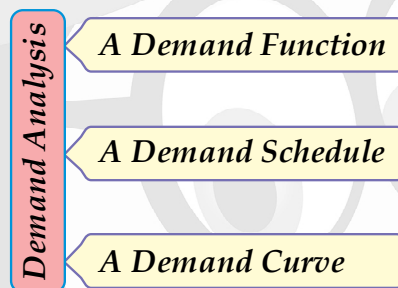 Demand Analysis
A Demand Function
A Demand Schedule
A Demand Curve